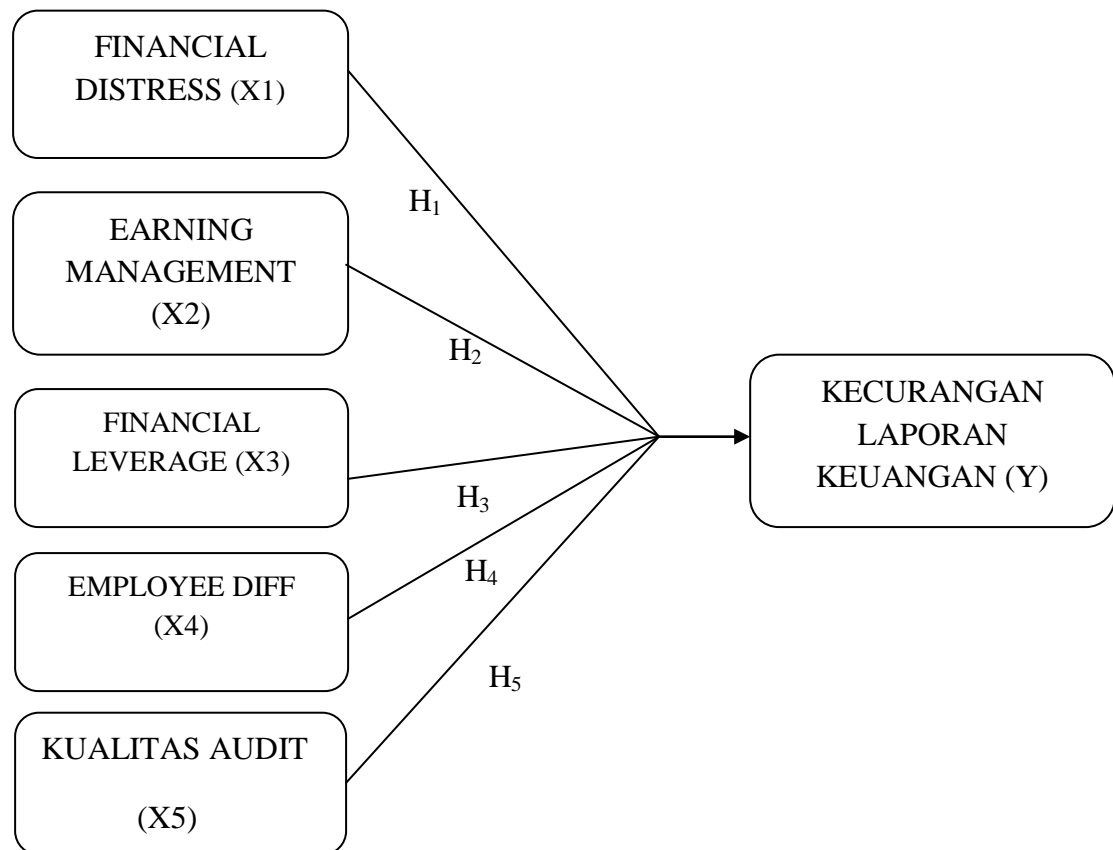 FINANCIAL
DISTRESS (X1)
H₁
EARNING
MANAGEMENT
(X2)
H₂
FINANCIAL
LEVERAGE (X3)
H₃
EMPLOYEE DIFF
(X4)
H₄
KUALITAS AUDIT
(X5)
H₅
KECURANGAN
LAPORAN
KEUANGAN (Y)